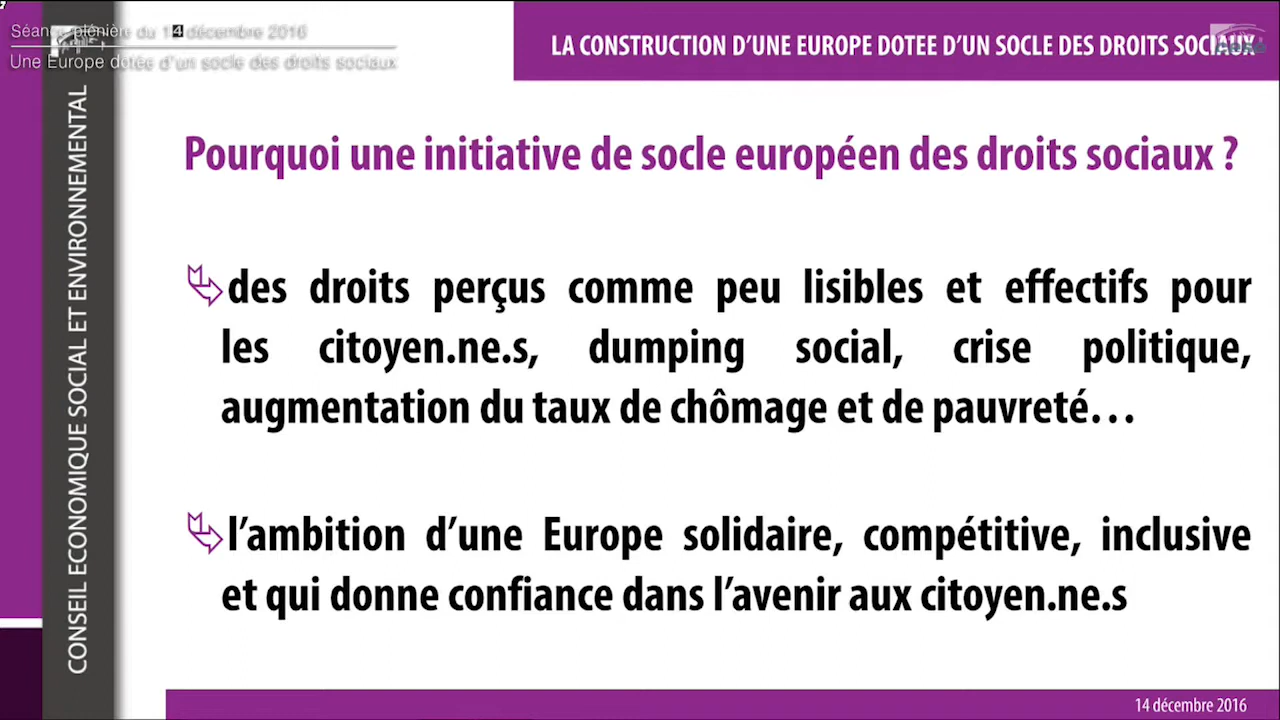 Séance plénière du 14 décembre 2016
Une Europe dotée d'un socle des droits sociaux
LA CONSTRUCTION D'UNE EUROPE DOTEE D'UN SOCLE DES DROITS SOCIAUX
CONSEIL ECONOMIQUE SOCIAL ET ENVIRONNEMENTAL
Pourquoi une initiative de socle européen des droits sociaux ?
des droits perçus comme peu lisibles et effectifs pour
les citoyen.ne.s, dumping social, crise politique,
augmentation du taux de chômage et de pauvreté…
l'ambition d'une Europe solidaire, compétitive, inclusive
et qui donne confiance dans l'avenir aux citoyen.ne.s
14 décembre 2016